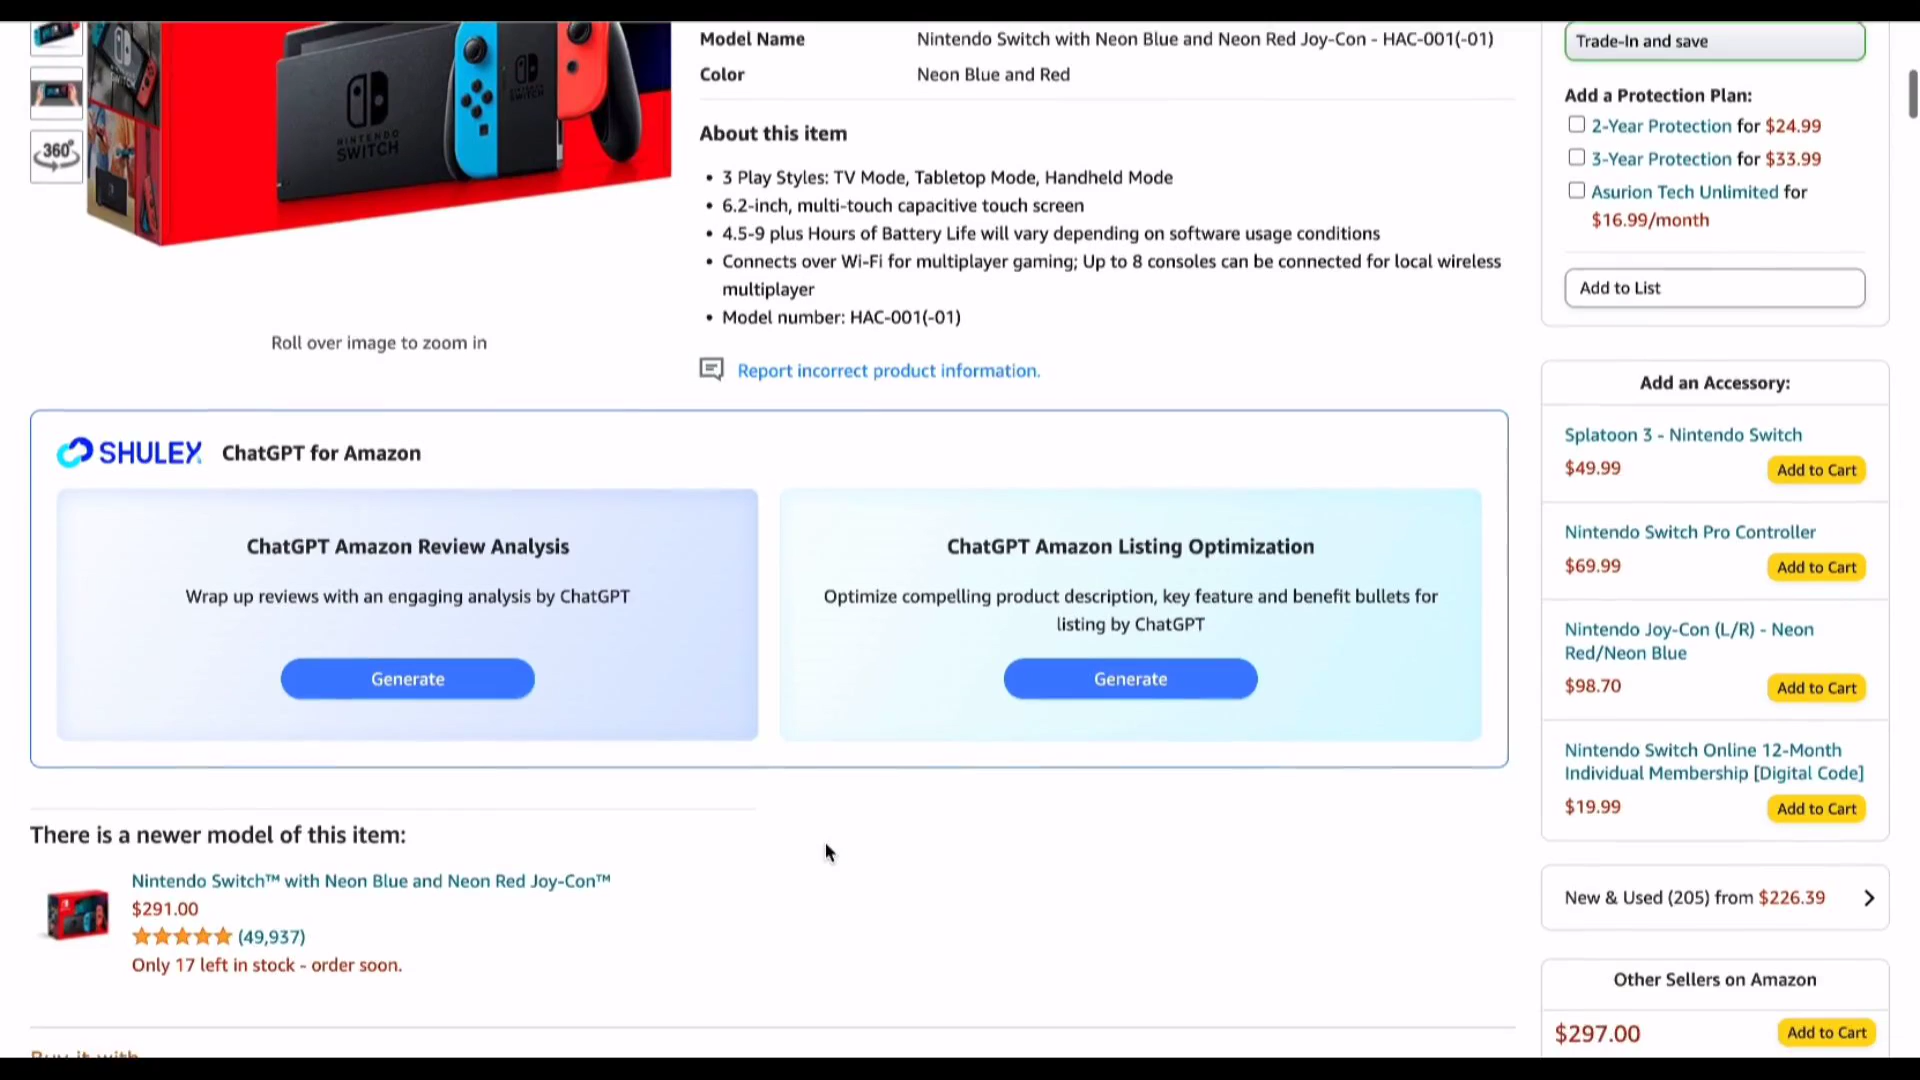 Model Name
Nintendo Switch with Neon Blue and Neon Red Joy-Con - HAC-001(-01)
Color
Neon Blue and Red
About this item
• 3 Play Styles: TV Mode, Tabletop Mode, Handheld Mode
• 6.2-inch, multi-touch capacitive touch screen
• 4.5-9 plus Hours of Battery Life will vary depending on software usage conditions
• Connects over Wi-Fi for multiplayer gaming; Up to 8 consoles can be connected for local wireless
multiplayer
• Model number: HAC-001(-01)
Report incorrect product information.
360°
NINTENDO
SWITCH
NINTENDO
SWITCH
Roll over image to zoom in
SHULEX ChatGPT for Amazon
ChatGPT Amazon Review Analysis
Wrap up reviews with an engaging analysis by ChatGPT
Generate
ChatGPT Amazon Listing Optimization
Optimize compelling product description, key feature and benefit bullets for
listing by ChatGPT
Generate
There is a newer model of this item:
Nintendo Switch™ with Neon Blue and Neon Red Joy-Con™
$291.00
(49,937)
Only 17 left in stock - order soon.
Buy it with
Trade-In and save
Add a Protection Plan:
2-Year Protection for $24.99
3-Year Protection for $33.99
Asurion Tech Unlimited for
$16.99/month
Add to List
Add an Accessory:
Splatoon 3 - Nintendo Switch
$49.99
Add to Cart
Nintendo Switch Pro Controller
$69.99
Add to Cart
Nintendo Joy-Con (L/R) - Neon
Red/Neon Blue
$98.70
Add to Cart
Nintendo Switch Online 12-Month
Individual Membership [Digital Code]
$19.99
Add to Cart
New & Used (205) from $226.39
Other Sellers on Amazon
$297.00
Add to Cart